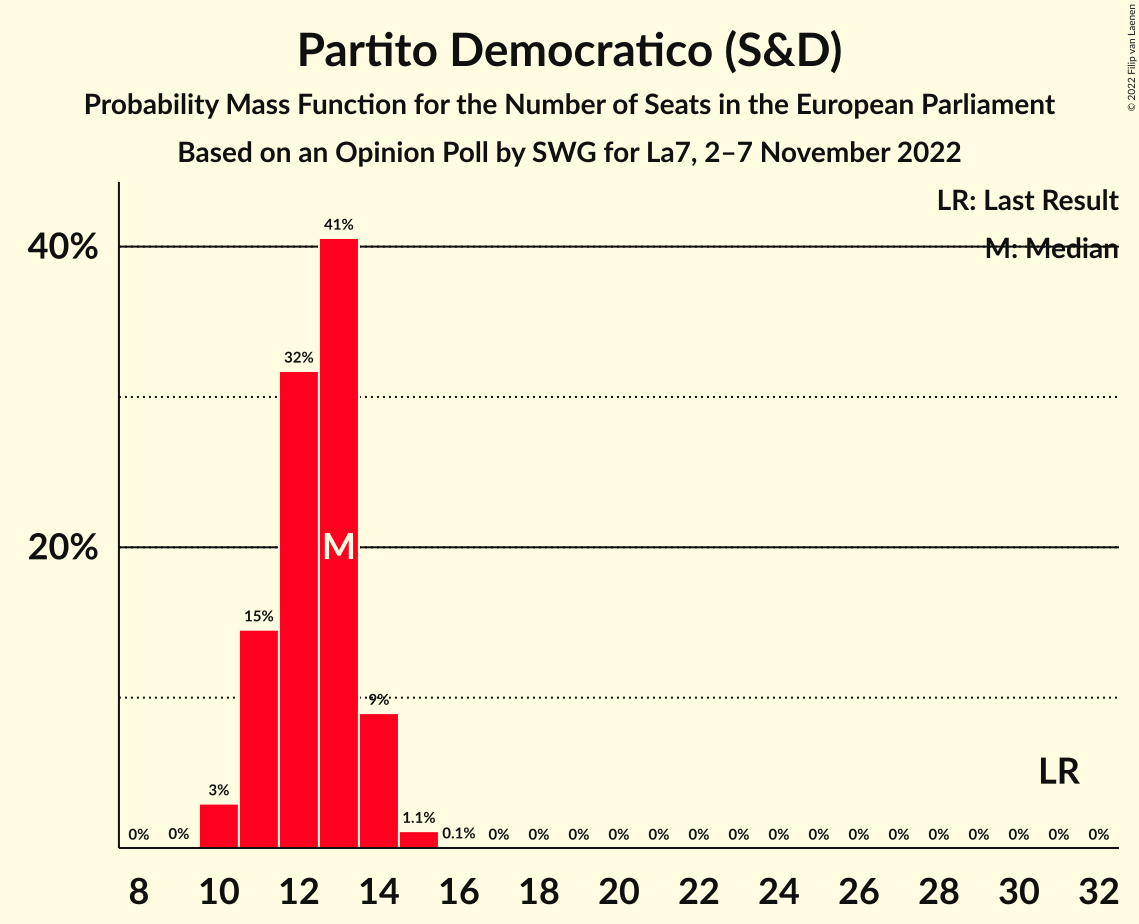 Partito Democratico (S&D)
Probability Mass Function for the Number of Seats in the European Parliament
Based on an Opinion Poll by SWG for La7, 2–7 November 2022
© 2022 Filip van Laenen
LR: Last Result
M: Median
40%
20%
0% 0% 3% 15% 32% 41% 9% 1.1% 0.1% 0% 0% 0% 0% 0% 0% 0% 0% 0% 0% 0% 0% 0% 0% 0% 0%
M
LR
8 10 12 14 16 18 20 22 24 26 28 30 32